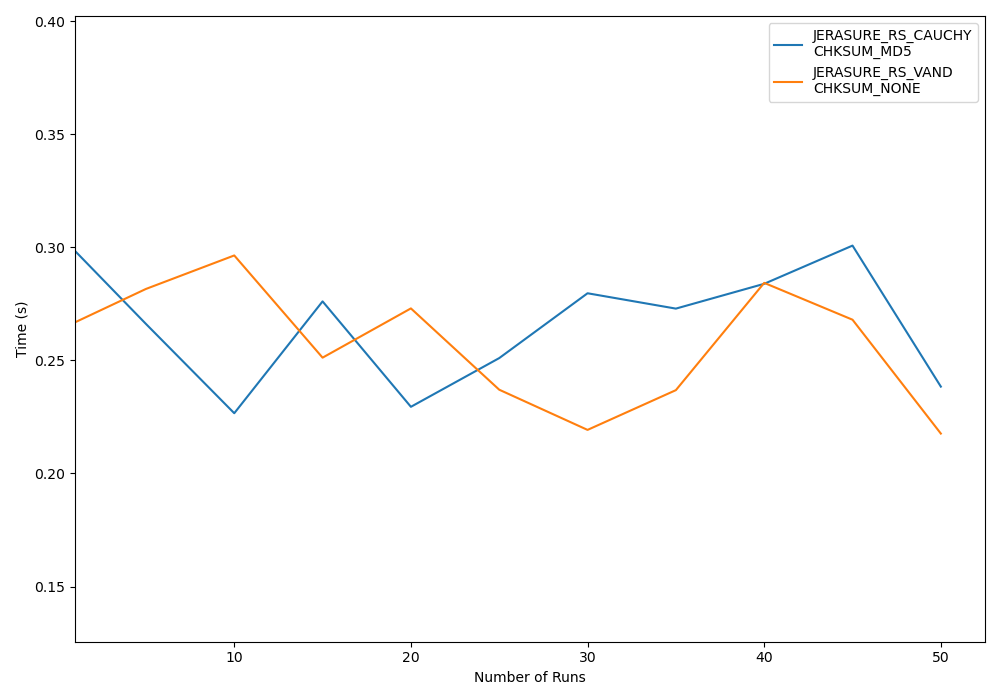 JERASURE_RS_CAUCHY
CHKSUM_MD5
JERASURE_RS_VAND
CHKSUM_NONE
0.40
0.35
0.30
0.25
0.20
0.15
Time (s)
10 20 30 40 50
Number of Runs